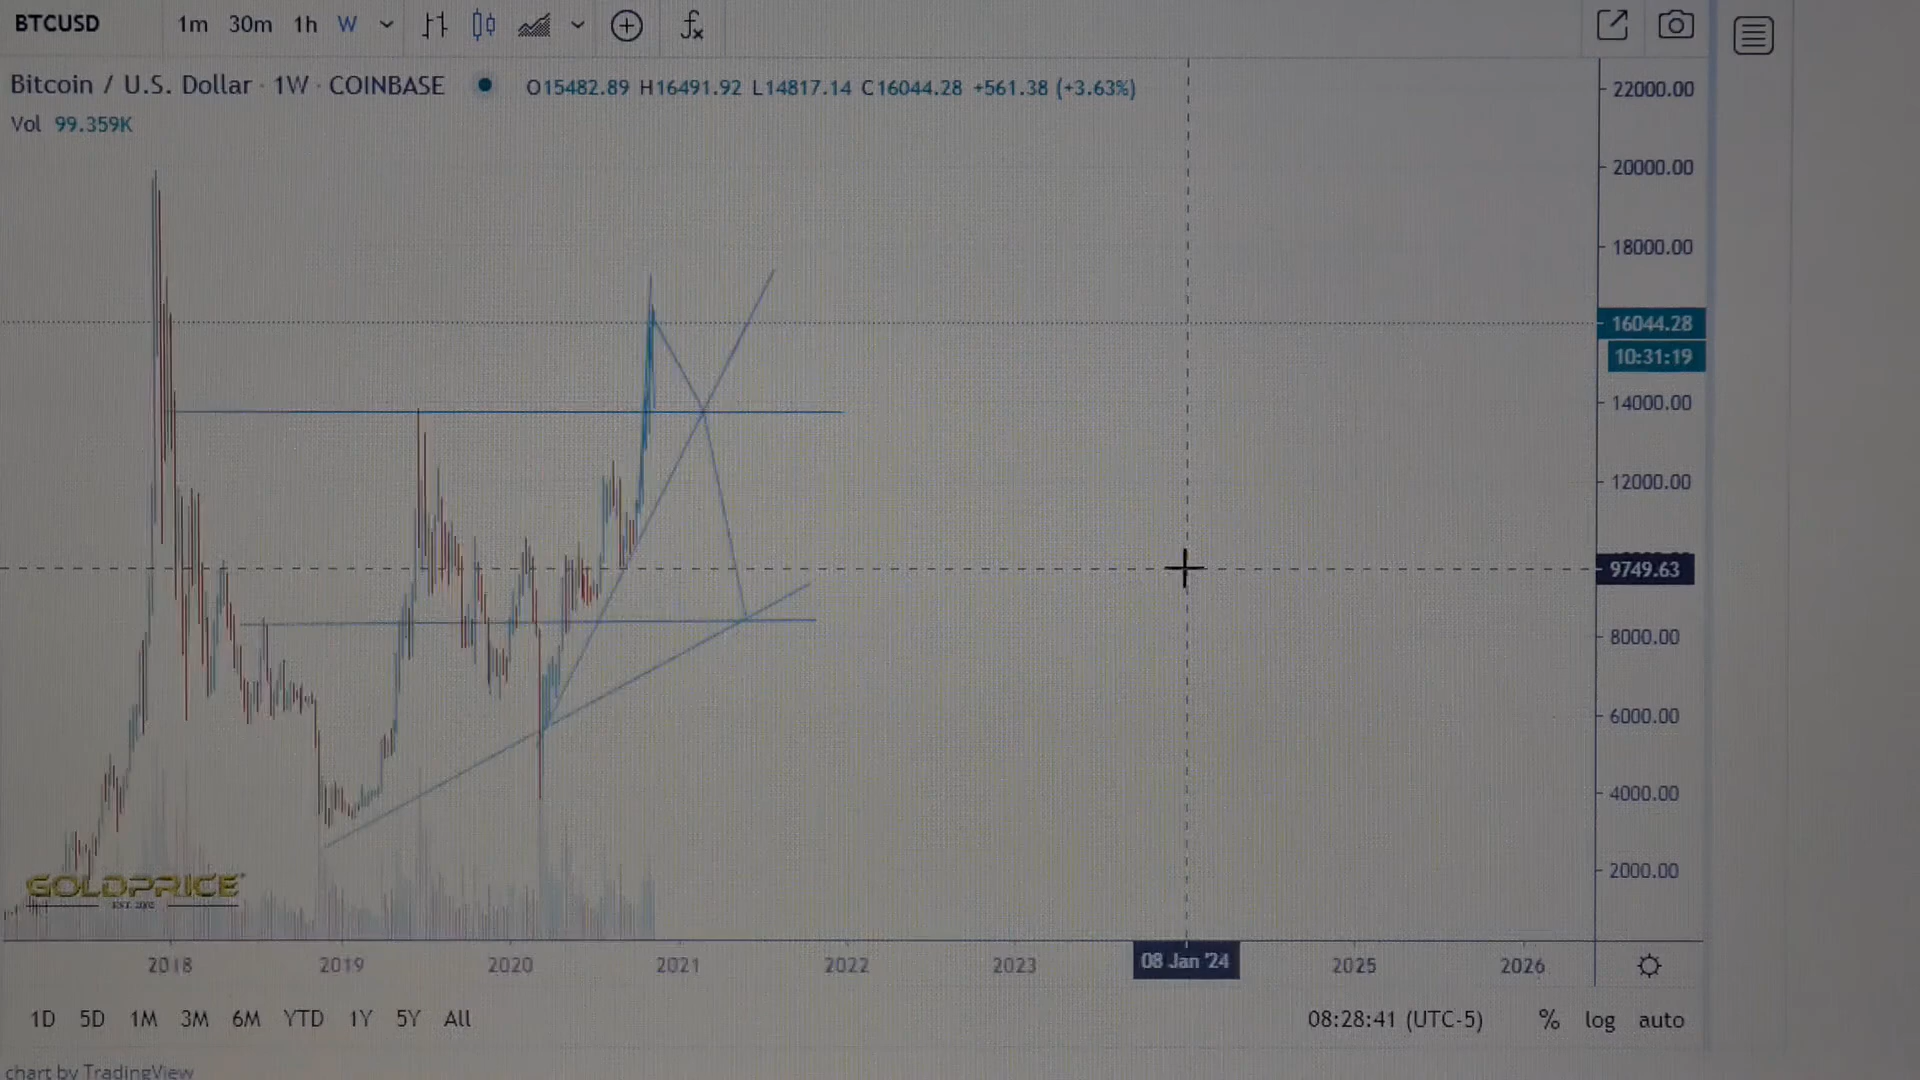 BTCUSD 1m 30m 1h W
Bitcoin / U.S. Dollar · 1W · COINBASE O15482.89 H16491.92 L14817.14 C16044.28 +561.38 (+3.63%)
Vol 99.359K
22000.00
20000.00
18000.00
16044.28
10:31:19
14000.00
12000.00
9749.63
8000.00
6000.00
4000.00
2000.00
GOLDPRICE
EST. 2002
2018 2019 2020 2021 2022 2023 08 Jan '24 2025 2026
1D 5D 1M 3M 6M YTD 1Y 5Y All 08:28:41 (UTC-5) % log auto
chart by TradingView